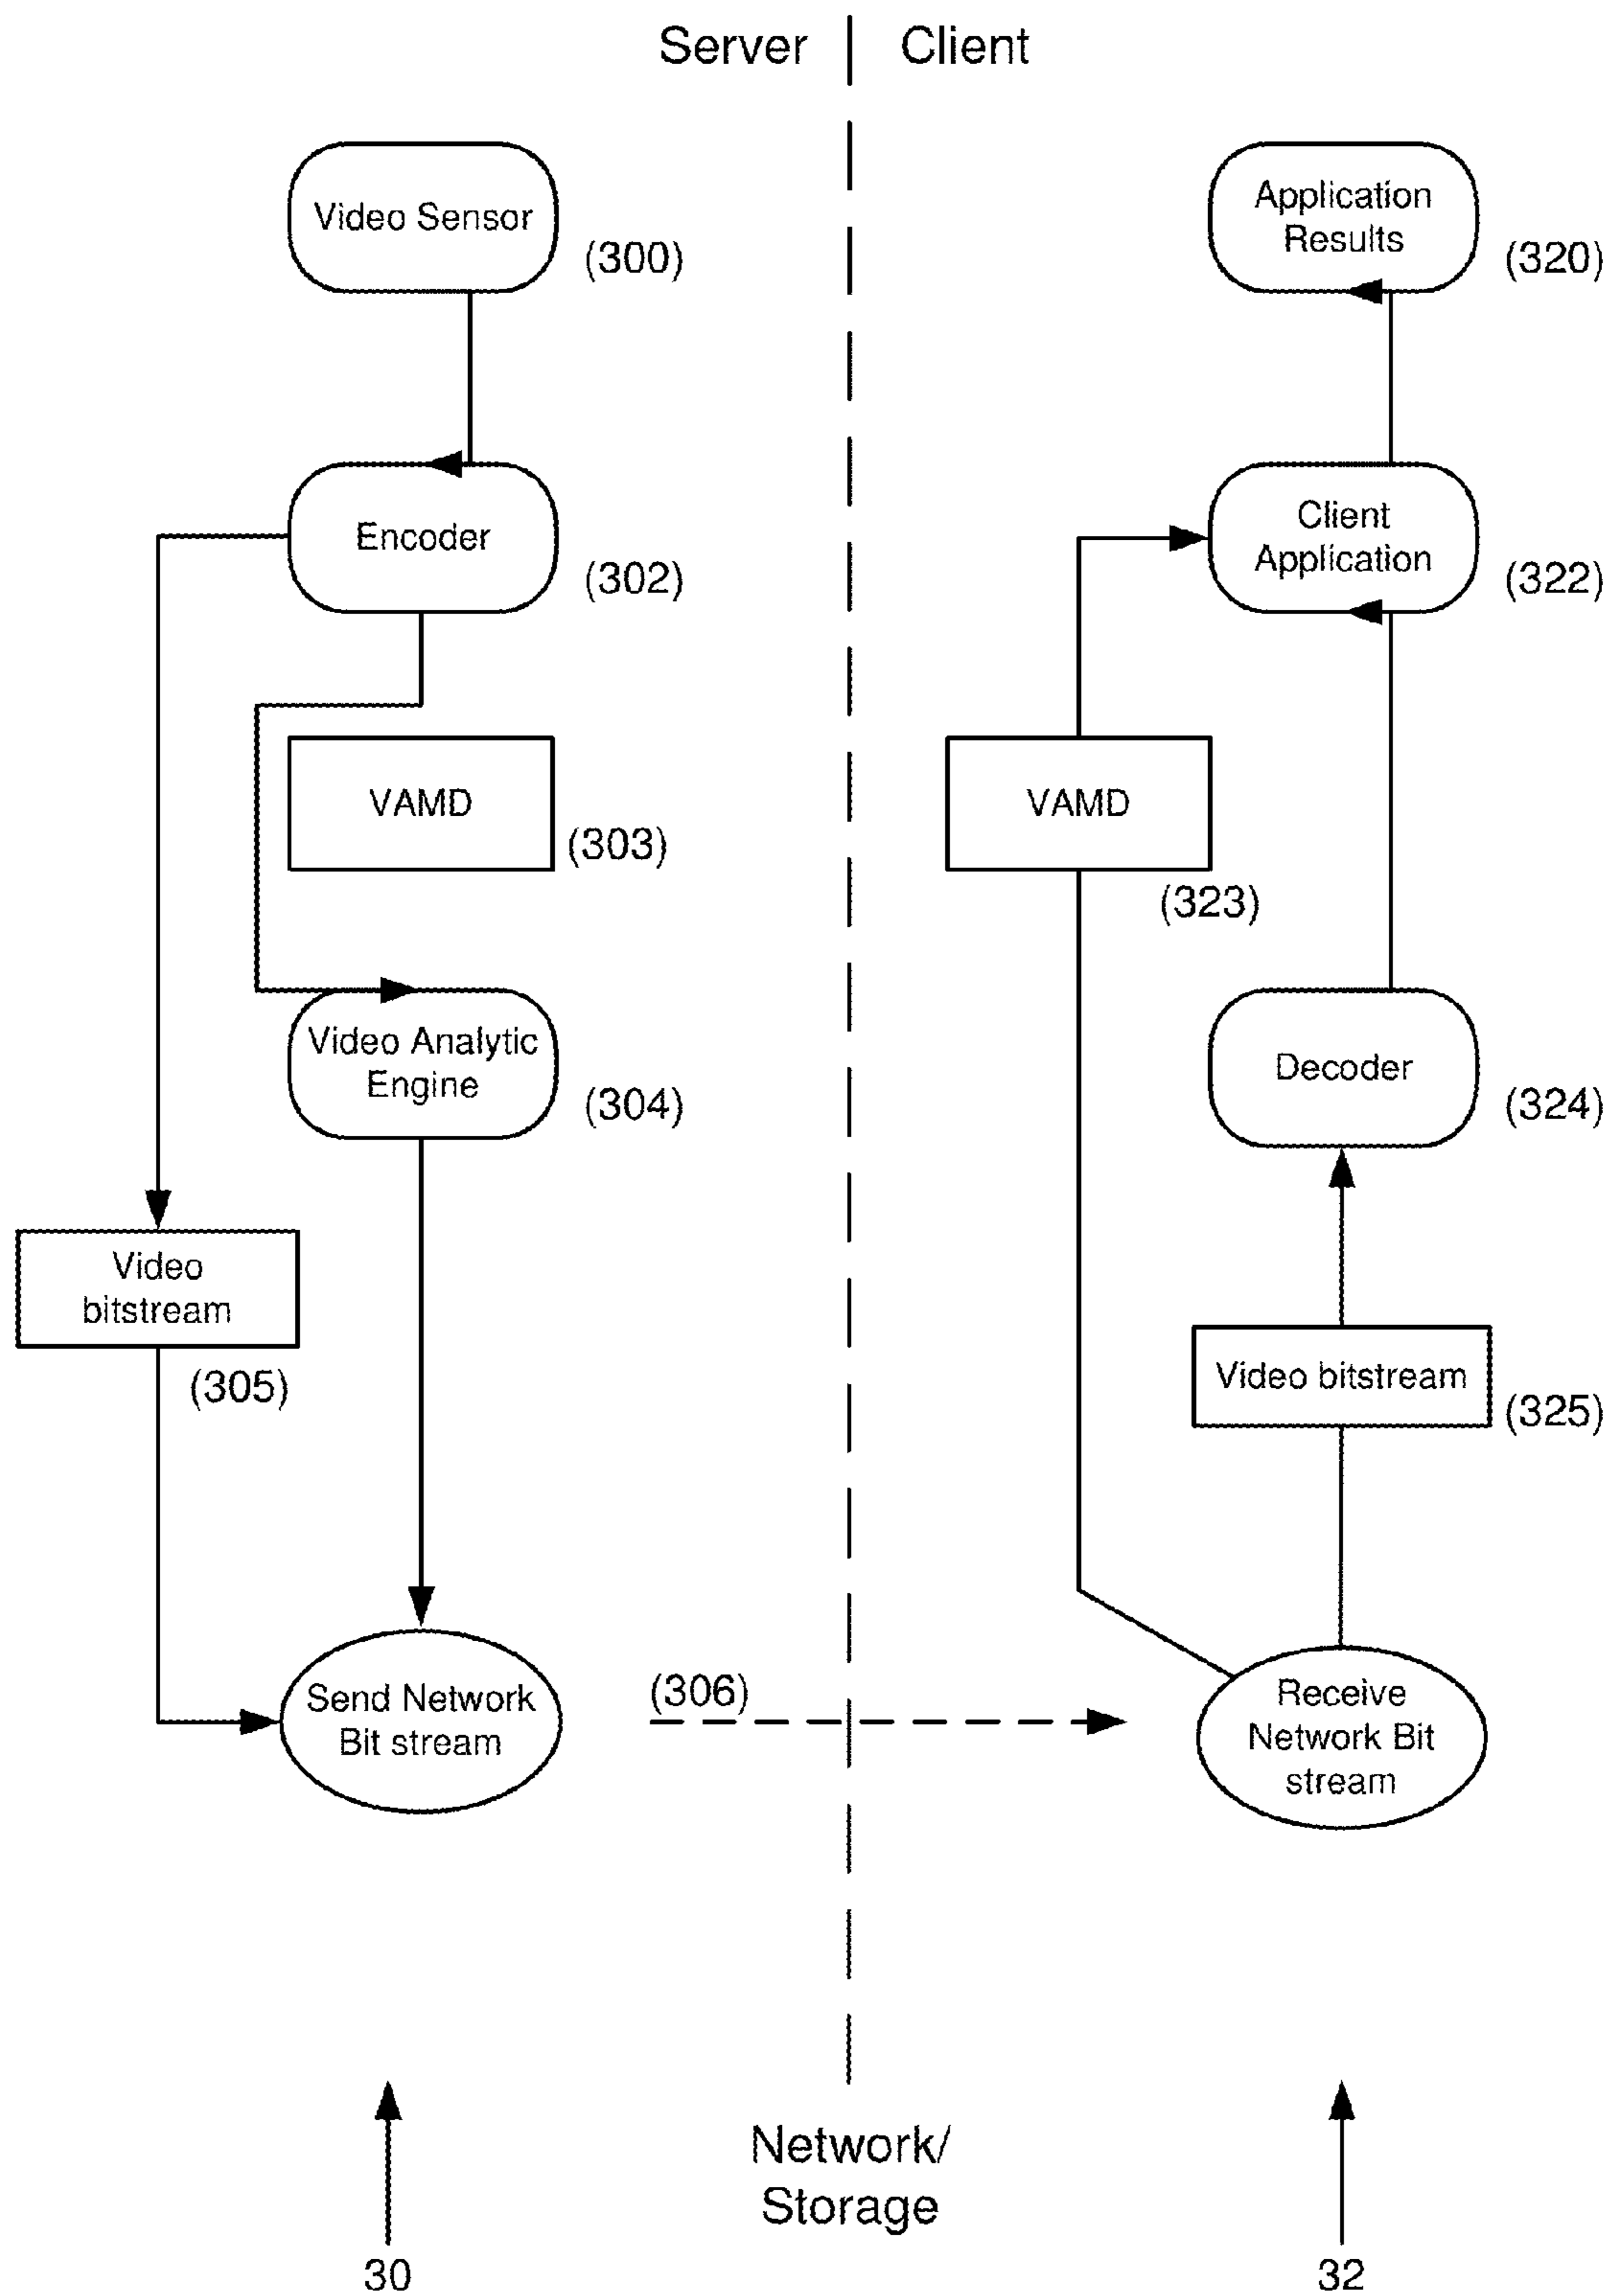 Server
Client
Video Sensor
(300)
Encoder
(302)
VAMD
(303)
Video Analytic
Engine
(304)
Video
bitstream
(305)
Send Network
Bit stream
(306)
Application
Results
(320)
Client
Application
(322)
VAMD
(323)
Decoder
(324)
Video bitstream
(325)
Receive
Network Bit
stream
Network/
Storage
30
32